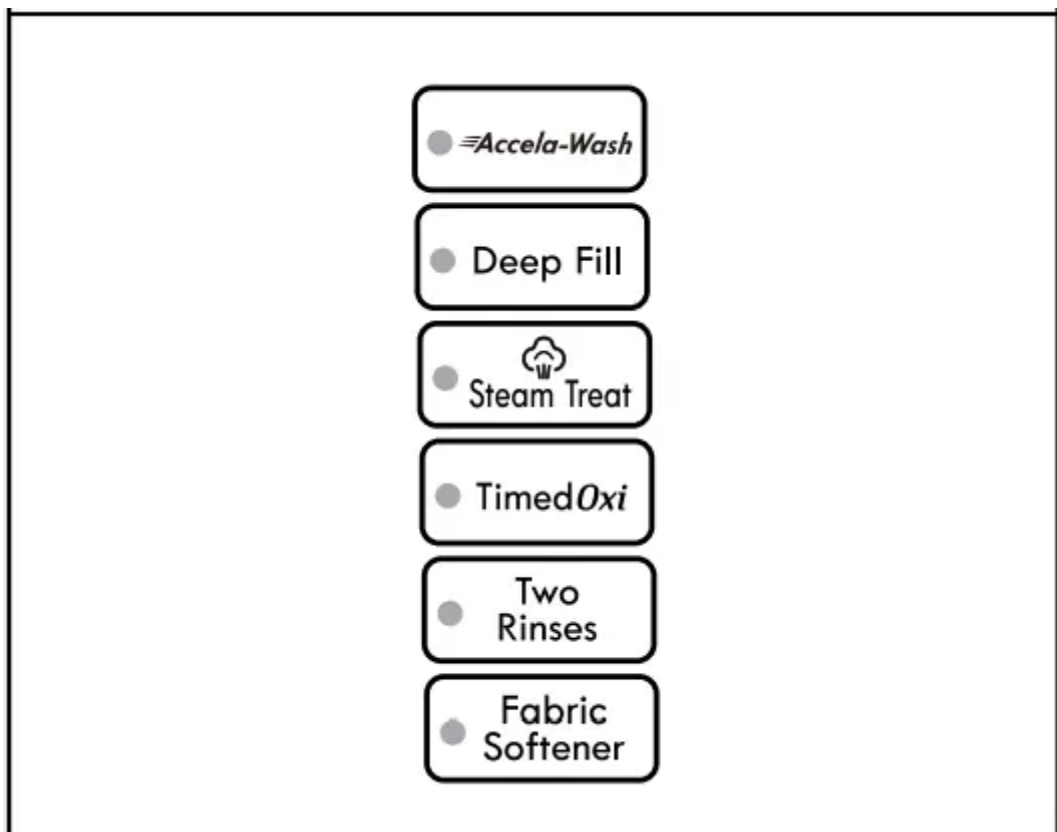 Accela-Wash
Deep Fill
Steam Treat
TimedOxi
Two
Rinses
Fabric
Softener